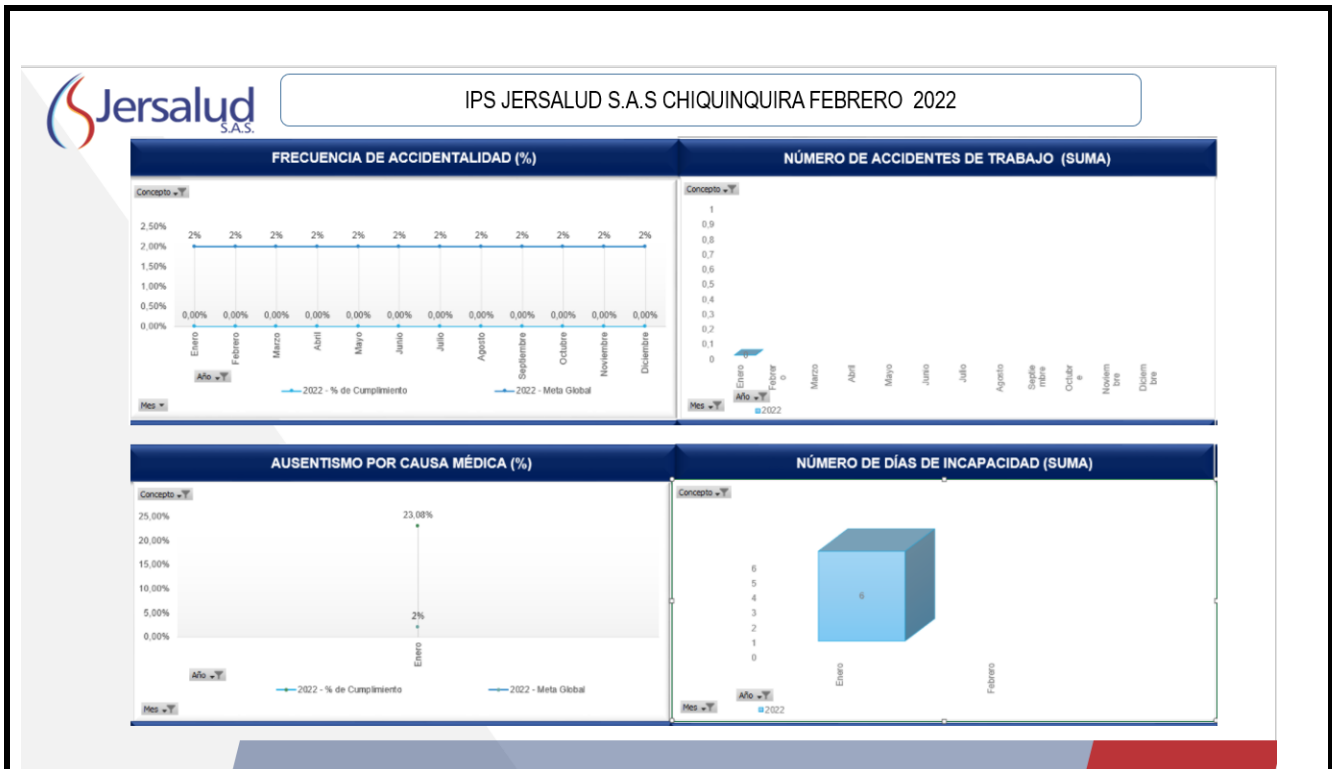 Jersalud
S.A.S.
IPS JERSALUD S.A.S CHIQUINQUIRA FEBRERO 2022
FRECUENCIA DE ACCIDENTALIDAD (%)
Concepto
2,50%
2,00%
1,50%
1,00%
0,50%
0,00%
2% 2% 2% 2% 2% 2% 2% 2% 2% 2% 2% 2%
0,00% 0,00% 0,00% 0,00% 0,00% 0,00% 0,00% 0,00% 0,00% 0,00% 0,00% 0,00%
Enero
Febrero
Marzo
Abril
Mayo
Junio
Julio
Agosto
Septiembre
Octubre
Noviembre
Diciembre
Año
2022 - % de Cumplimiento
2022 - Meta Global
Mes
NÚMERO DE ACCIDENTES DE TRABAJO (SUMA)
Concepto
1
0,9
0,8
0,7
0,6
0,5
0,4
0,3
0,2
0,1
0
0
Enero
Febrer
o
Marzo
Abril
Mayo
Junio
Julio
Agosto
Septie
mbre
Octubr
e
Noviem
bre
Diciem
bre
Año
Mes
2022
AUSENTISMO POR CAUSA MÉDICA (%)
Concepto
25,00%
20,00%
15,00%
10,00%
5,00%
0,00%
23,08%
2%
Enero
Año
2022 - % de Cumplimiento
2022 - Meta Global
Mes
NÚMERO DE DÍAS DE INCAPACIDAD (SUMA)
Concepto
6
5
4
3
2
1
0
6
Enero
Febrero
Año
Mes
2022